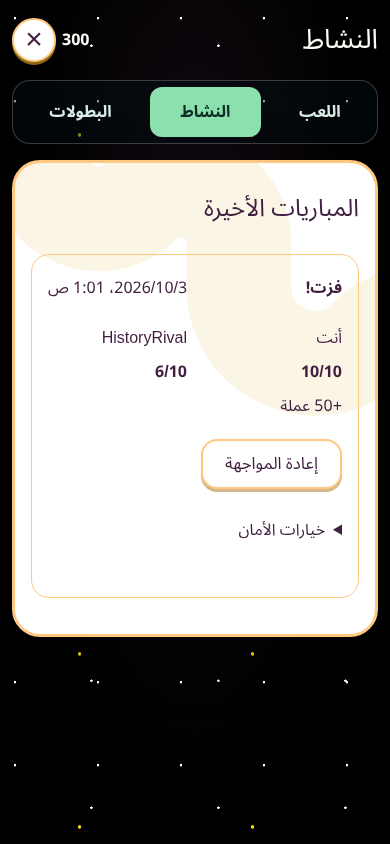 النشاط
300
اللعب
النشاط
البطولات
المباريات الأخيرة
فزت!
2026/10/3، 1:01 ص
أنت
HistoryRival
10/10
6/10
+50 عملة
إعادة المواجهة
خيارات الأمان